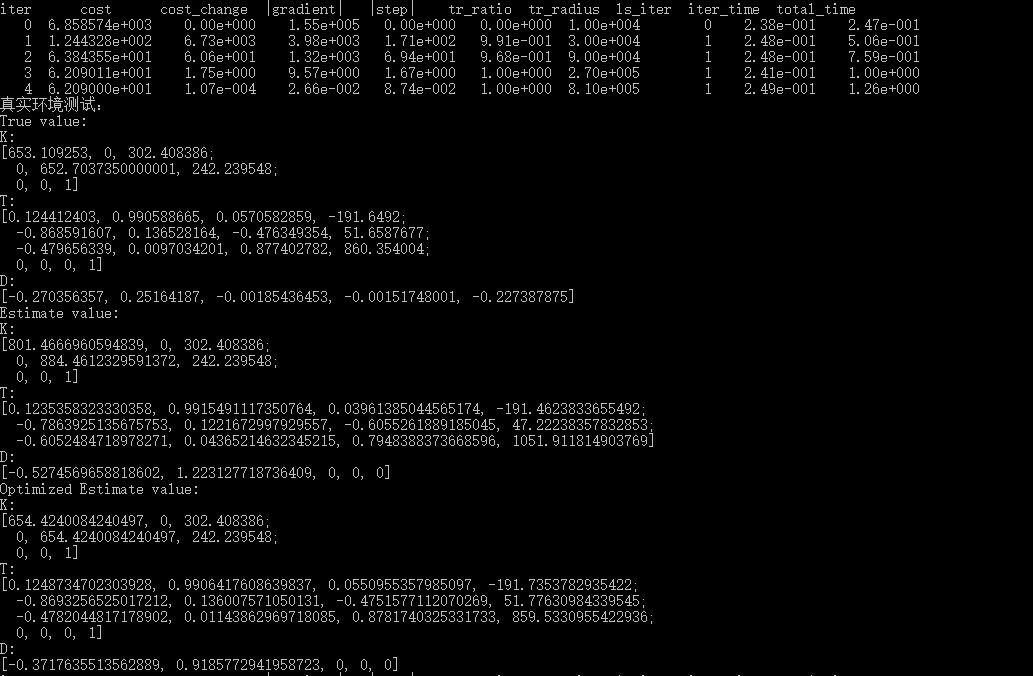 iter      cost      cost_change  |gradient|   |step|    tr_ratio  tr_radius  ls_iter  iter_time  total_time
   0  6.858574e+003    0.00e+000    1.55e+005   0.00e+000   0.00e+000  1.00e+004        0    2.38e-001    2.47e-001
   1  1.244328e+002    6.73e+003    3.98e+003   1.71e+002   9.91e-001  3.00e+004        1    2.48e-001    5.06e-001
   2  6.384355e+001    6.06e+001    1.32e+003   6.94e+001   9.68e-001  9.00e+004        1    2.48e-001    7.59e-001
   3  6.209011e+001    1.75e+000    9.57e+000   1.67e+000   1.00e+000  2.70e+005        1    2.41e-001    1.00e+000
   4  6.209000e+001    1.07e-004    2.66e-002   8.74e-002   1.00e+000  8.10e+005        1    2.49e-001    1.26e+000
真实环境测试：
True value:
K:
[653.109253, 0, 302.408386;
  0, 652.7037350000001, 242.239548;
  0, 0, 1]
T:
[0.124412403, 0.990588665, 0.0570582859, -191.6492;
  -0.868591607, 0.136528164, -0.476349354, 51.6587677;
  -0.479656339, 0.0097034201, 0.877402782, 860.354004;
  0, 0, 0, 1]
D:
[-0.270356357, 0.25164187, -0.00185436453, -0.00151748001, -0.227387875]
Estimate value:
K:
[801.4666960594839, 0, 302.408386;
  0, 884.4612329591372, 242.239548;
  0, 0, 1]
T:
[0.1235358323330358, 0.9915491117350764, 0.03961385044565174, -191.4623833655492;
  -0.7863925135675753, 0.1221672997929557, -0.6055261889185045, 47.22238357832853;
  -0.6052484718978271, 0.04365214632345215, 0.7948388373668596, 1051.911814903769]
D:
[-0.5274569658818602, 1.223127718736409, 0, 0, 0]
Optimized Estimate value:
K:
[654.4240084240497, 0, 302.408386;
  0, 654.4240084240497, 242.239548;
  0, 0, 1]
T:
[0.1248734702303928, 0.9906417608639837, 0.0550955357985097, -191.7353782935422;
  -0.8693256525017212, 0.13600757105013​1, -0.4751577112070269, 51.77630984339545;
  -0.4782044817178902, 0.01143862969718085, 0.8781740325331733, 859.5330955422936;
  0, 0, 0, 1]
D:
[-0.3717635513562889, 0.9185772941958723, 0, 0, 0]